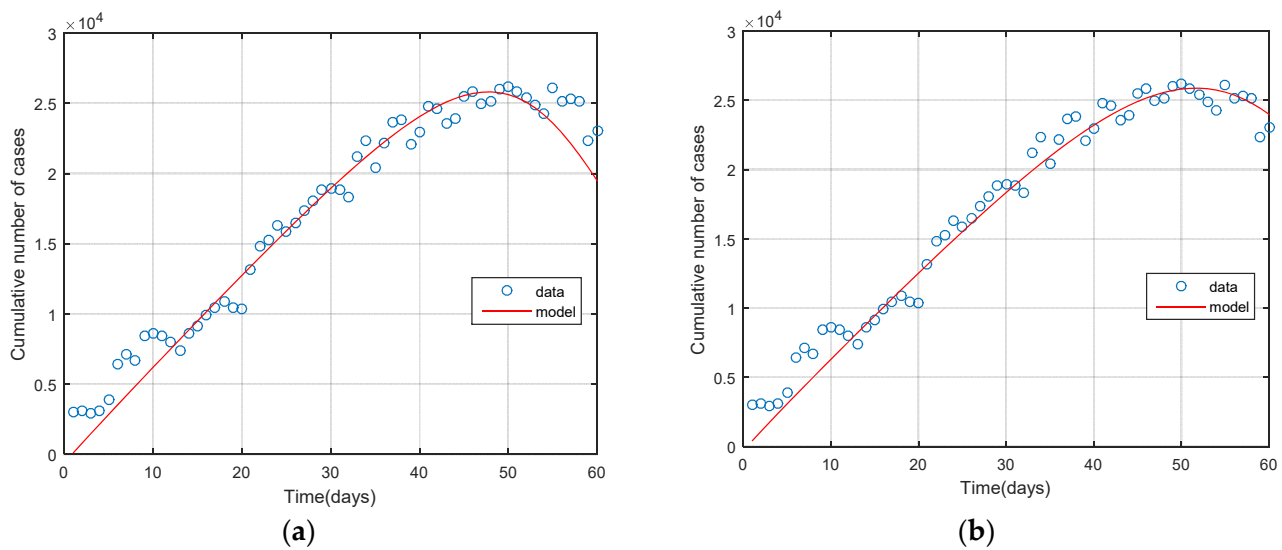 ×10⁴
3
2.5
2
1.5
1
0.5
0
Cumulative number of cases
0 10 20 30 40 50 60
Time(days)
data
model
(a)
×10⁴
3
2.5
2
1.5
1
0.5
0
Cumulative number of cases
0 10 20 30 40 50 60
Time(days)
data
model
(b)